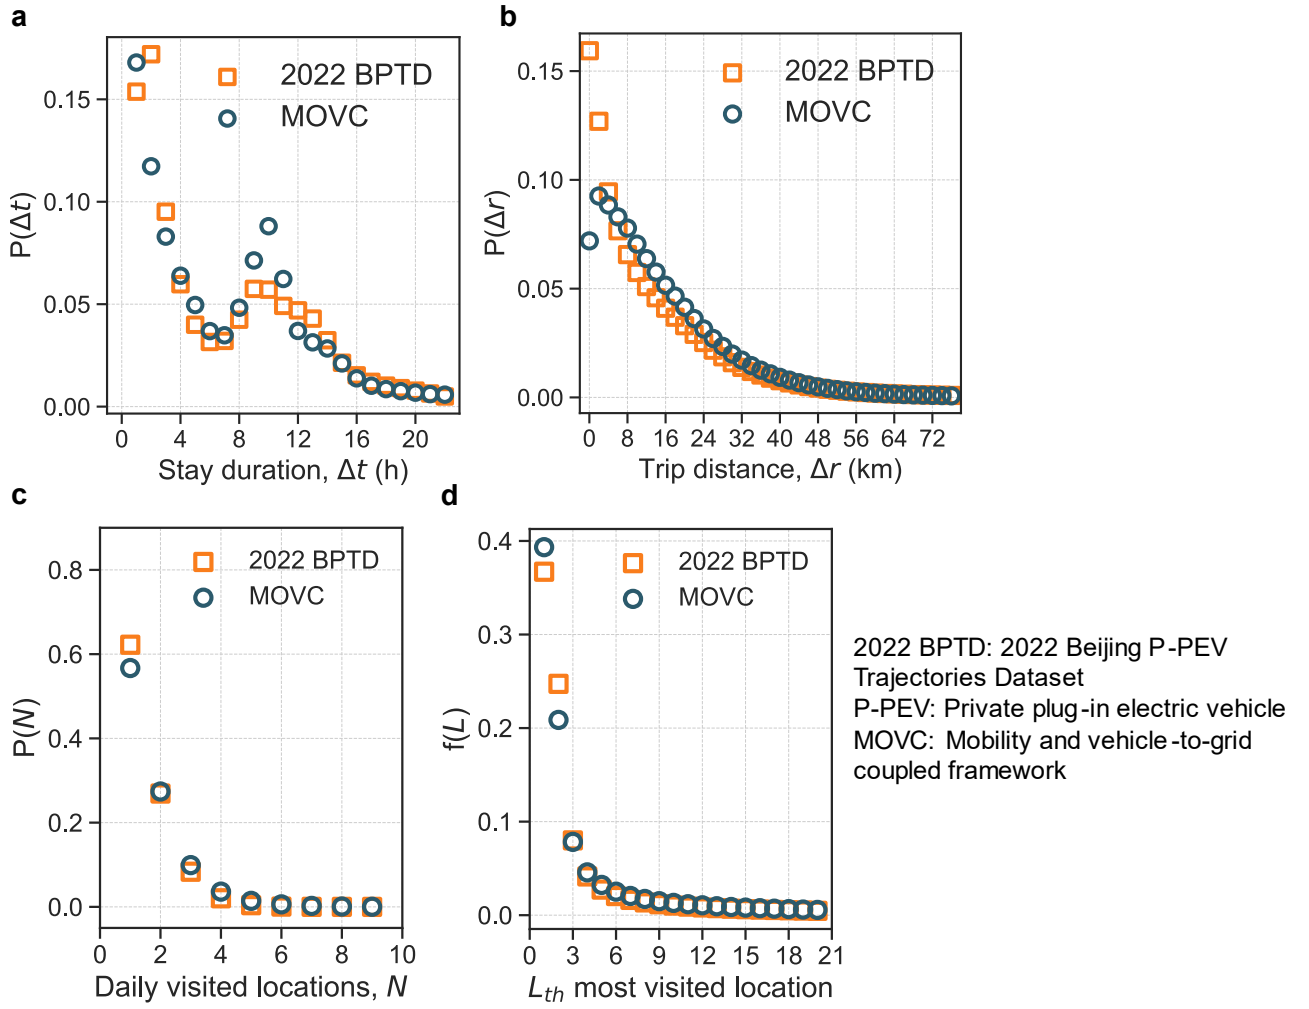 a
2022 BPTD
MOVC
0.15
0.10
0.05
0.00
P(Δt)
0 4 8 12 16 20
Stay duration, Δt (h)
b
2022 BPTD
MOVC
0.15
0.10
0.05
0.00
P(Δr)
0 8 16 24 32 40 48 56 64 72
Trip distance, Δr (km)
c
2022 BPTD
MOVC
0.8
0.6
0.4
0.2
0.0
P(N)
0 2 4 6 8 10
Daily visited locations, N
d
2022 BPTD
MOVC
0.4
0.3
0.2
0.1
0.0
f(L)
0 3 6 9 12 15 18 21
Lth most visited location
2022 BPTD: 2022 Beijing P-PEV
Trajectories Dataset
P-PEV: Private plug-in electric vehicle
MOVC: Mobility and vehicle-to-grid
coupled framework